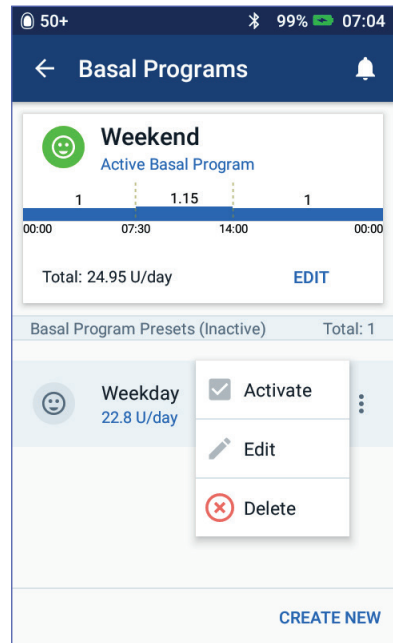 50+ 99% 07:04
Basal Programs
Weekend
Active Basal Program
1 1.15 1
00:00 07:30 14:00 00:00
Total: 24.95 U/day EDIT
Basal Program Presets (Inactive) Total: 1
Weekday
22.8 U/day
Activate
Edit
Delete
CREATE NEW